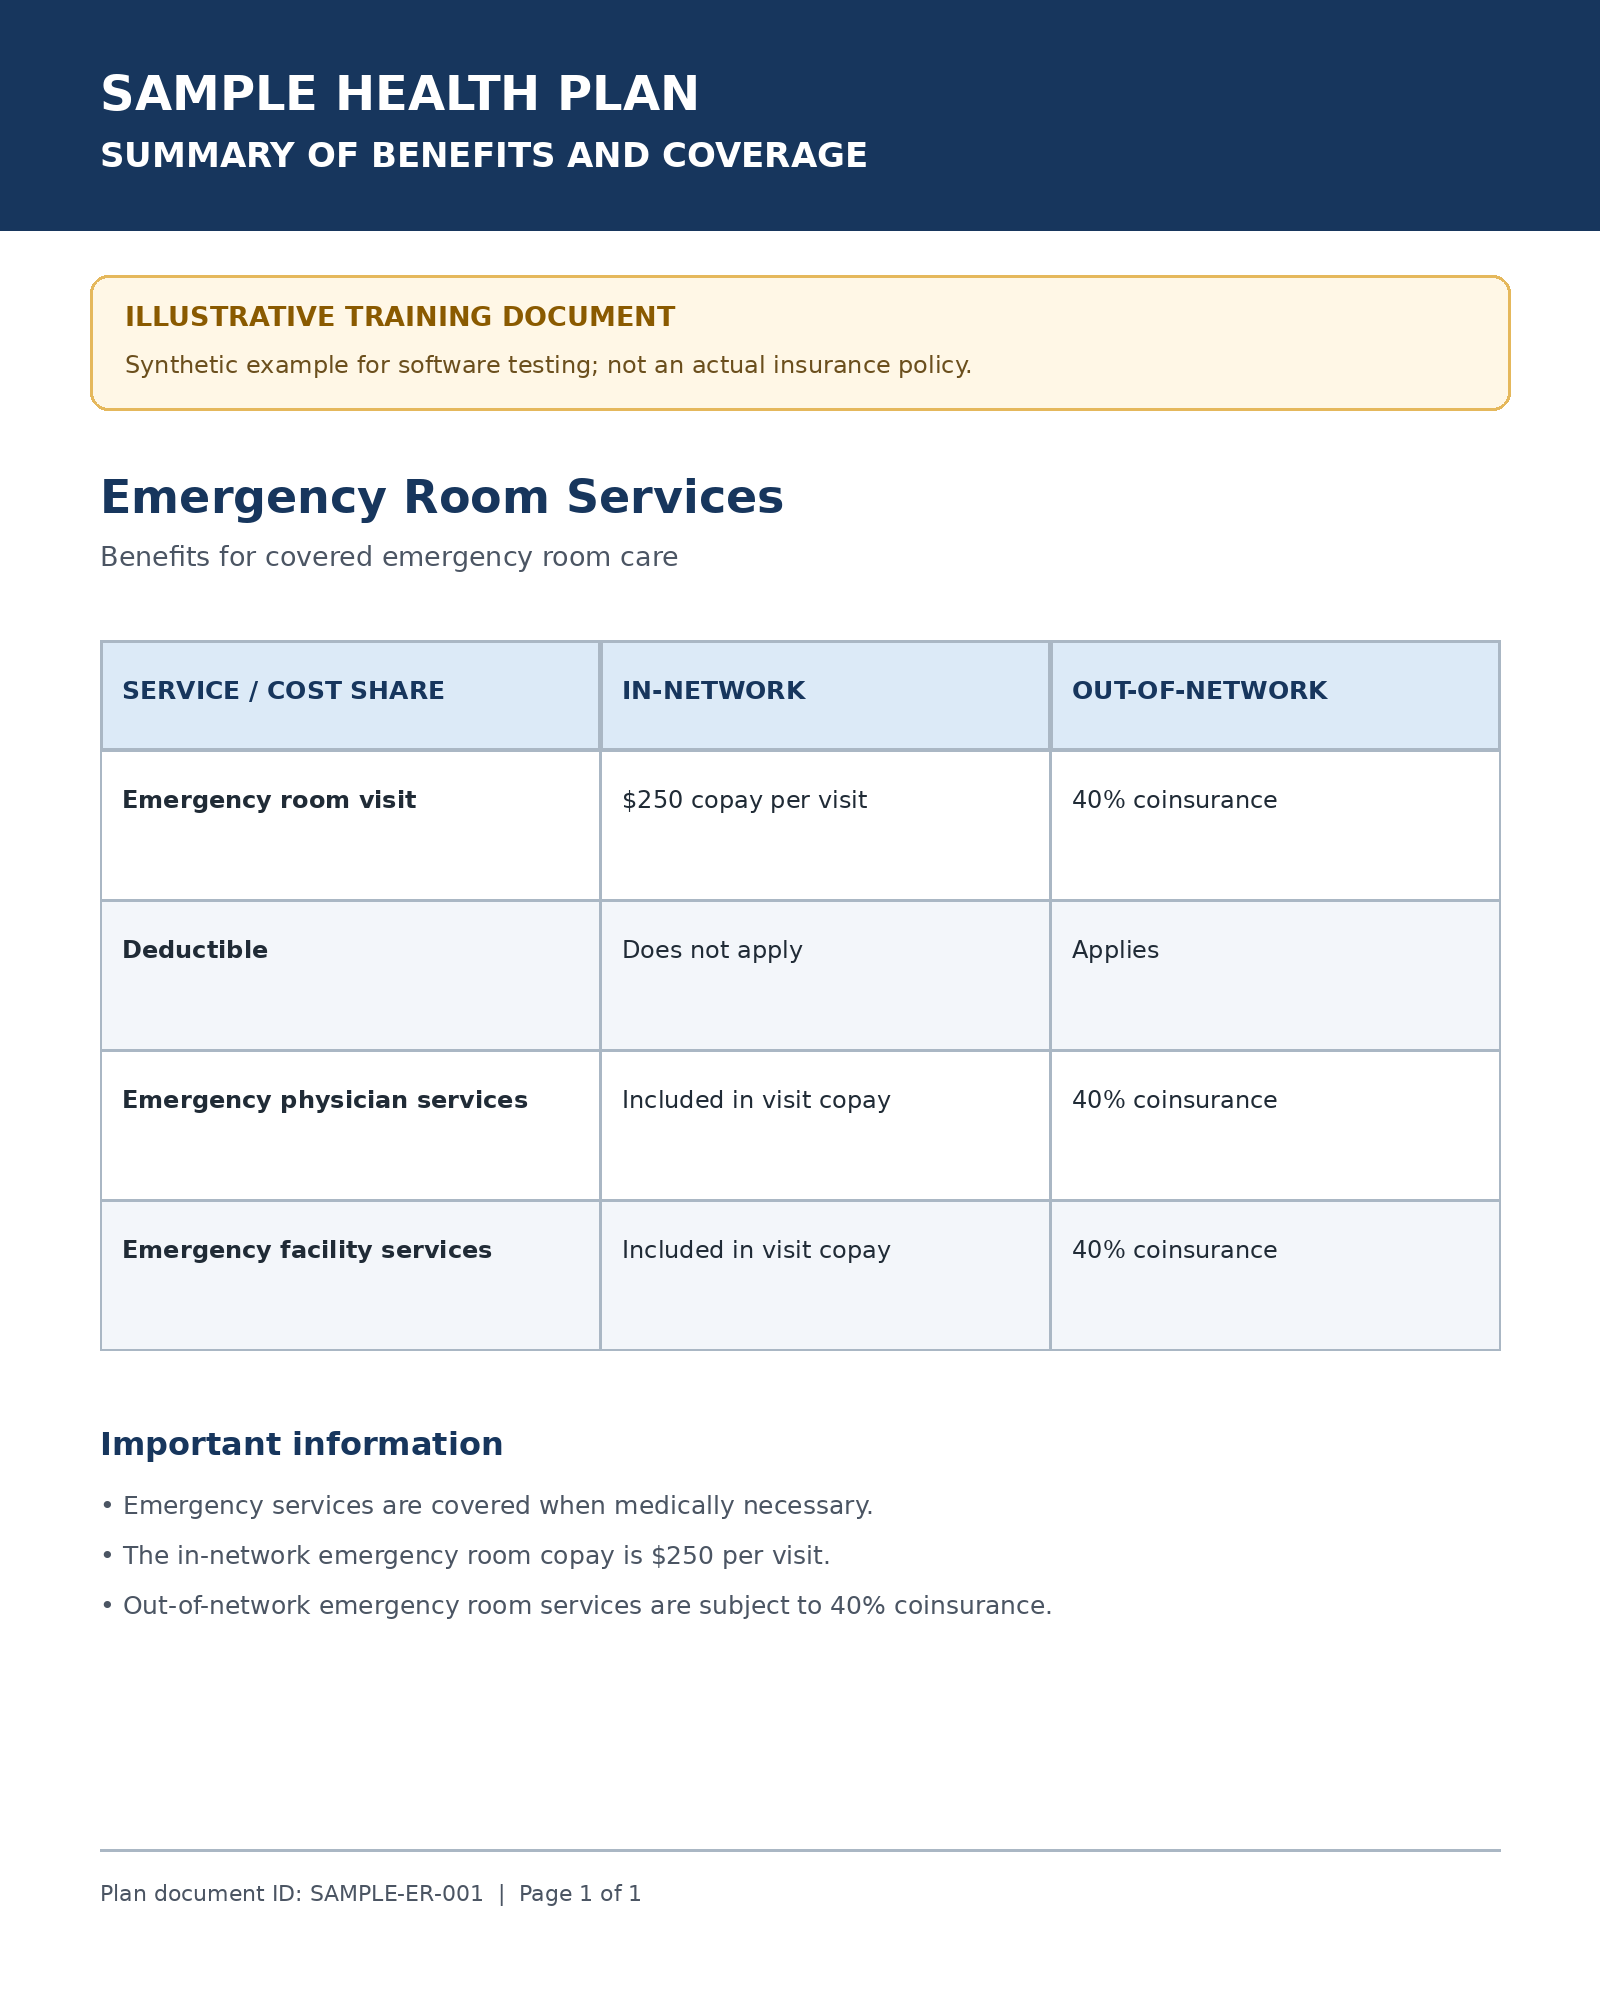 SAMPLE HEALTH PLAN
SUMMARY OF BENEFITS AND COVERAGE
ILLUSTRATIVE TRAINING DOCUMENT
Synthetic example for software testing; not an actual insurance policy.
Emergency Room Services
Benefits for covered emergency room care
SERVICE / COST SHARE IN-NETWORK OUT-OF-NETWORK
Emergency room visit $250 copay per visit 40% coinsurance
Deductible Does not apply Applies
Emergency physician services Included in visit copay 40% coinsurance
Emergency facility services Included in visit copay 40% coinsurance
Important information
• Emergency services are covered when medically necessary.
• The in-network emergency room copay is $250 per visit.
• Out-of-network emergency room services are subject to 40% coinsurance.
Plan document ID: SAMPLE-ER-001 | Page 1 of 1